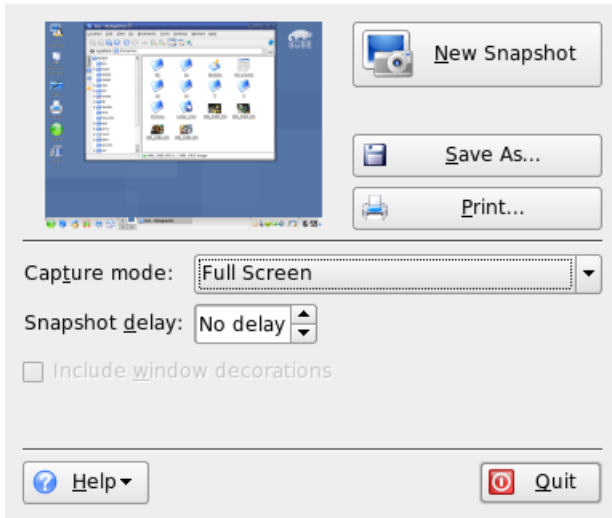 SuSE
New Snapshot
Save As...
Print...
Capture mode:
Full Screen
Snapshot delay:
No delay
Include window decorations
Help
Quit